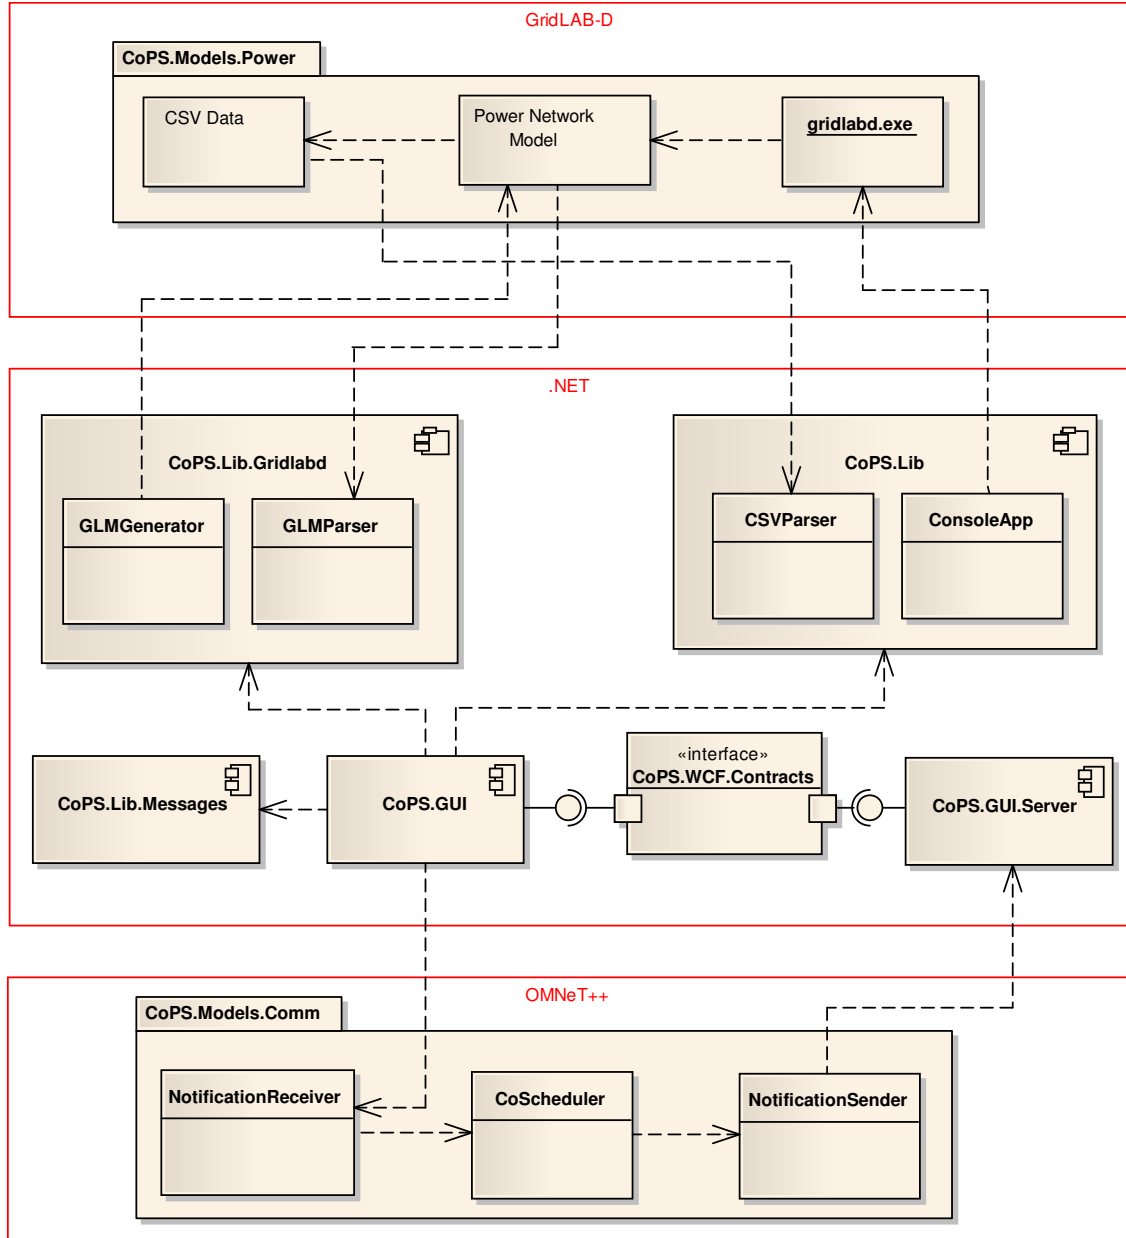 GridLAB-D
CoPS.Models.Power
CSV Data
Power Network
Model
gridlabd.exe
.NET
CoPS.Lib.Gridlabd
CoPS.Lib
GLMGenerator
GLMParser
CSVParser
ConsoleApp
CoPS.Lib.Messages
CoPS.GUI
«interface»
CoPS.WCF.Contracts
CoPS.GUI.Server
OMNeT++
CoPS.Models.Comm
NotificationReceiver
CoScheduler
NotificationSender